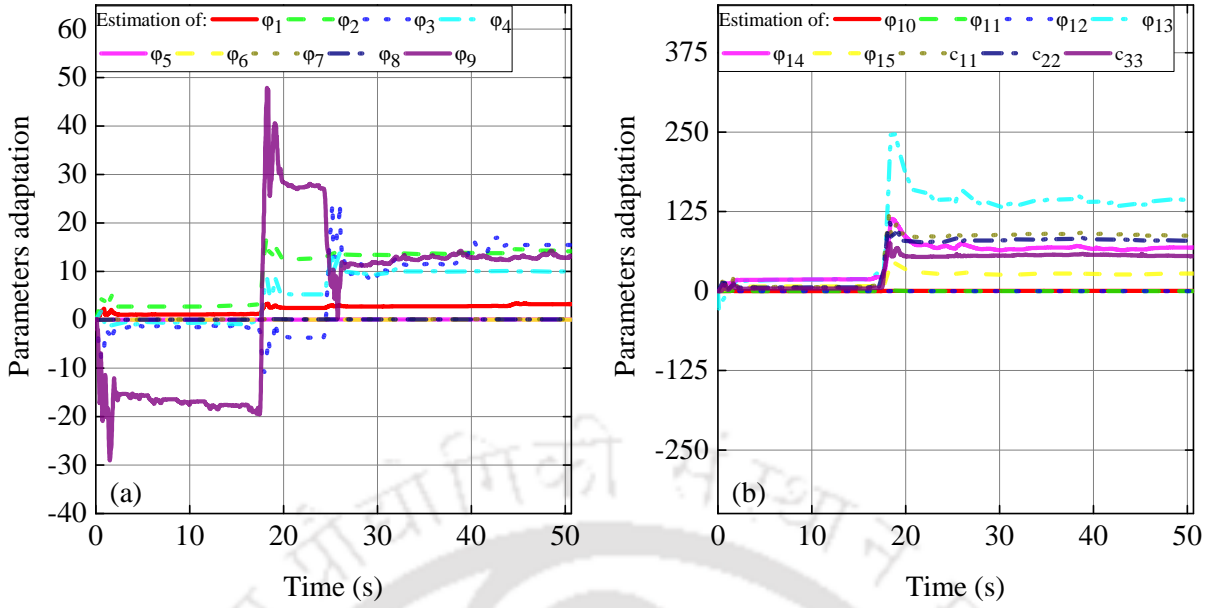 Estimation of: φ1 φ2 φ3 φ4
φ5 φ6 φ7 φ8 φ9
60
50
40
30
20
10
0
-10
-20
-30
-40
Parameters adaptation
(a)
0 10 20 30 40 50
Time (s)
Estimation of: φ10 φ11 φ12 φ13
φ14 φ15 c11 c22 c33
375
250
125
0
-125
-250
Parameters adaptation
(b)
0 10 20 30 40 50
Time (s)